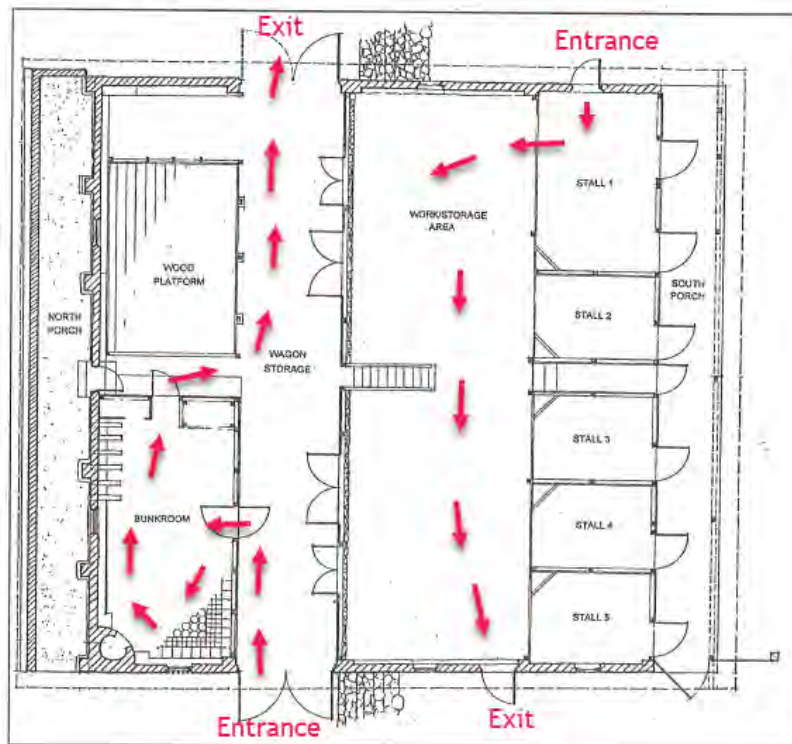 Exit
Entrance
STALL 1
WORK/STORAGE
AREA
WOOD
PLATFORM
SOUTH
PORCH
STALL 2
NORTH
PORCH
WAGON
STORAGE
STALL 3
BUNKROOM
STALL 4
STALL 5
Entrance
Exit